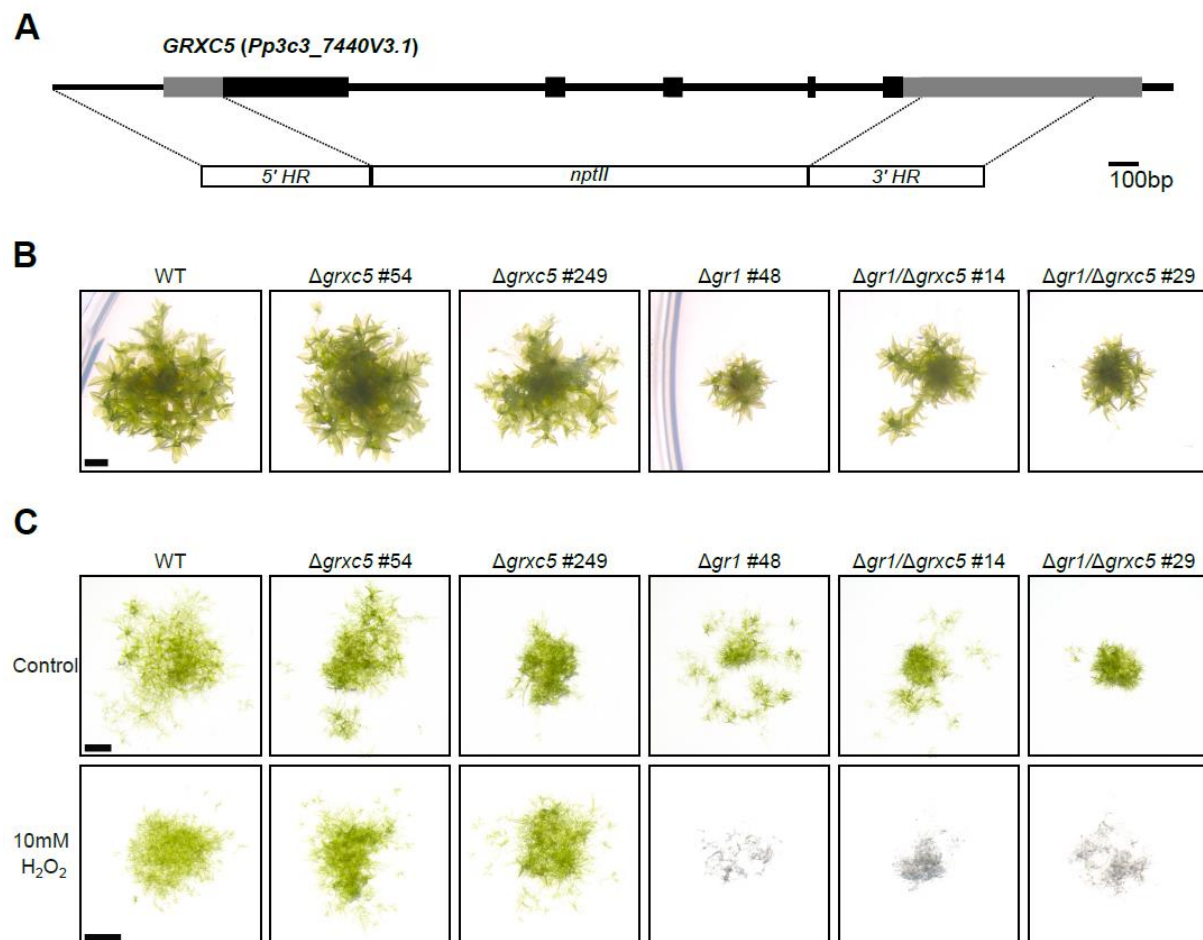 A
GRXC5 (Pp3c3_7440V3.1)
5' HR nptII 3' HR
100bp
B
WT Δgrxc5 #54 Δgrxc5 #249 Δgr1 #48 Δgr1/Δgrxc5 #14 Δgr1/Δgrxc5 #29
C
WT Δgrxc5 #54 Δgrxc5 #249 Δgr1 #48 Δgr1/Δgrxc5 #14 Δgr1/Δgrxc5 #29
Control
10mM
H₂O₂